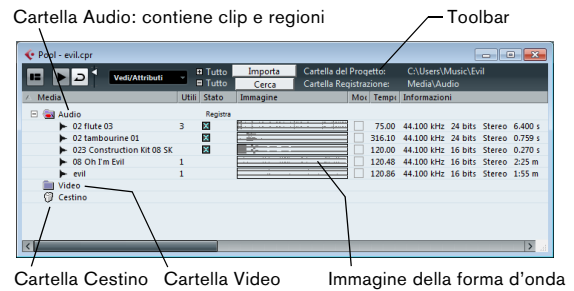 Cartella Audio: contiene clip e regioni
Toolbar
Pool - evil.cpr
Vedi/Attributi
Tutto
Importa
Cartella del Progetto:
C:\Users\Music\Evil
Tutto
Cerca
Cartella Registrazione:
Media\Audio
Media
Utili
Stato
Immagine
Mod
Tempo
Informazioni
Audio
Registra
02 flute 03 3 X 75.00 44.100 kHz 24 bits Stereo 6.400 s
02 tambourine 01 X 316.10 44.100 kHz 24 bits Stereo 0.759 s
023 Construction Kit 08 SK X 120.00 44.100 kHz 16 bits Stereo 0.270 s
08 Oh I'm Evil 1 120.48 44.100 kHz 16 bits Stereo 2:25 m
evil 1 120.86 44.100 kHz 16 bits Stereo 1:55 m
Video
Cestino
Cartella Cestino
Cartella Video
Immagine della forma d'onda